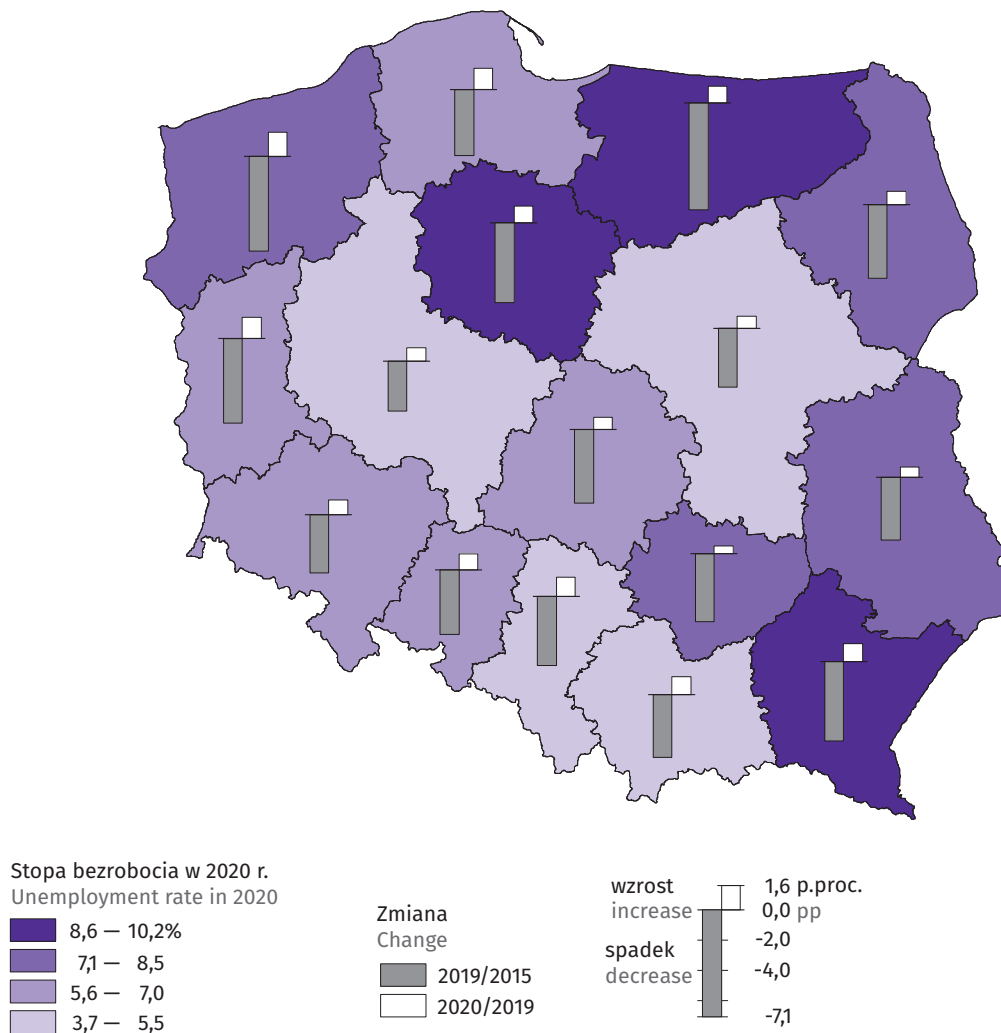 Stopa bezrobocia w 2020 r.
Unemployment rate in 2020
8,6 — 10,2%
7,1 — 8,5
5,6 — 7,0
3,7 — 5,5
Zmiana
Change
2019/2015
2020/2019
wzrost 1,6 p.proc.
increase 0,0 pp
-2,0
spadek
decrease -4,0
-7,1